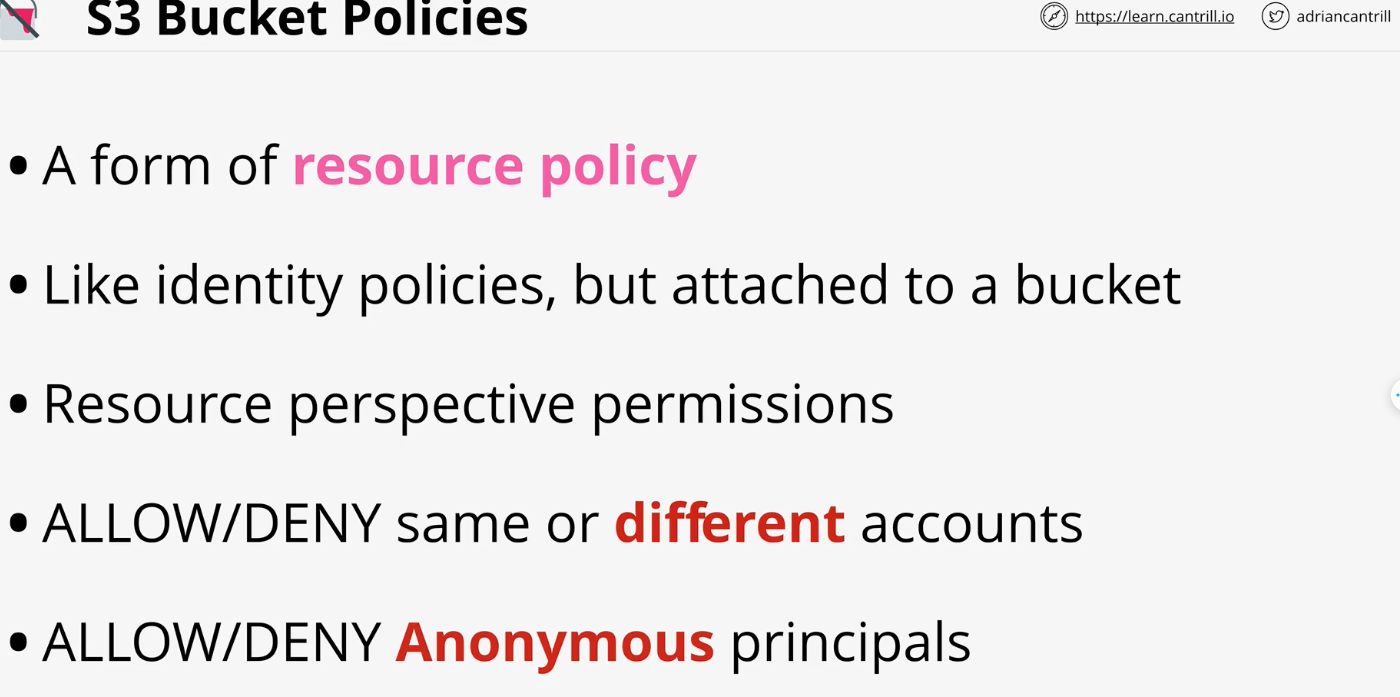 S3 Bucket Policies
https://learn.cantrill.io
adriancantrill
• A form of resource policy
• Like identity policies, but attached to a bucket
• Resource perspective permissions
• ALLOW/DENY same or different accounts
• ALLOW/DENY Anonymous principals